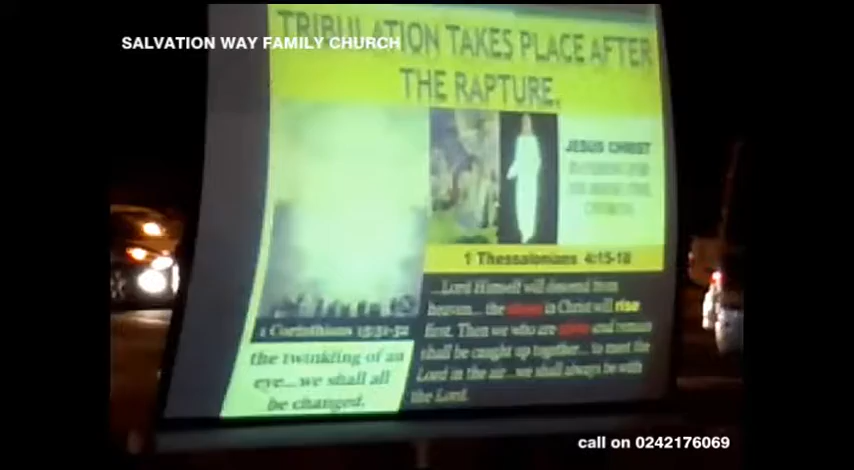 SALVATION WAY FAMILY CHURCH
TRIBULATION TAKES PLACE AFTER
THE RAPTURE.
JESUS CHRIST
1 Thessalonians 4:15-18
...Lord Himself will descend from
heaven... the in Christ will rise
first. Then we who are alive and remain
shall be caught up together... to meet the
Lord in the air...we shall always be with
the Lord.
1 Corinthians 15:51-52
the twinkling of an
eye...we shall all
be changed.
call on 0242176069